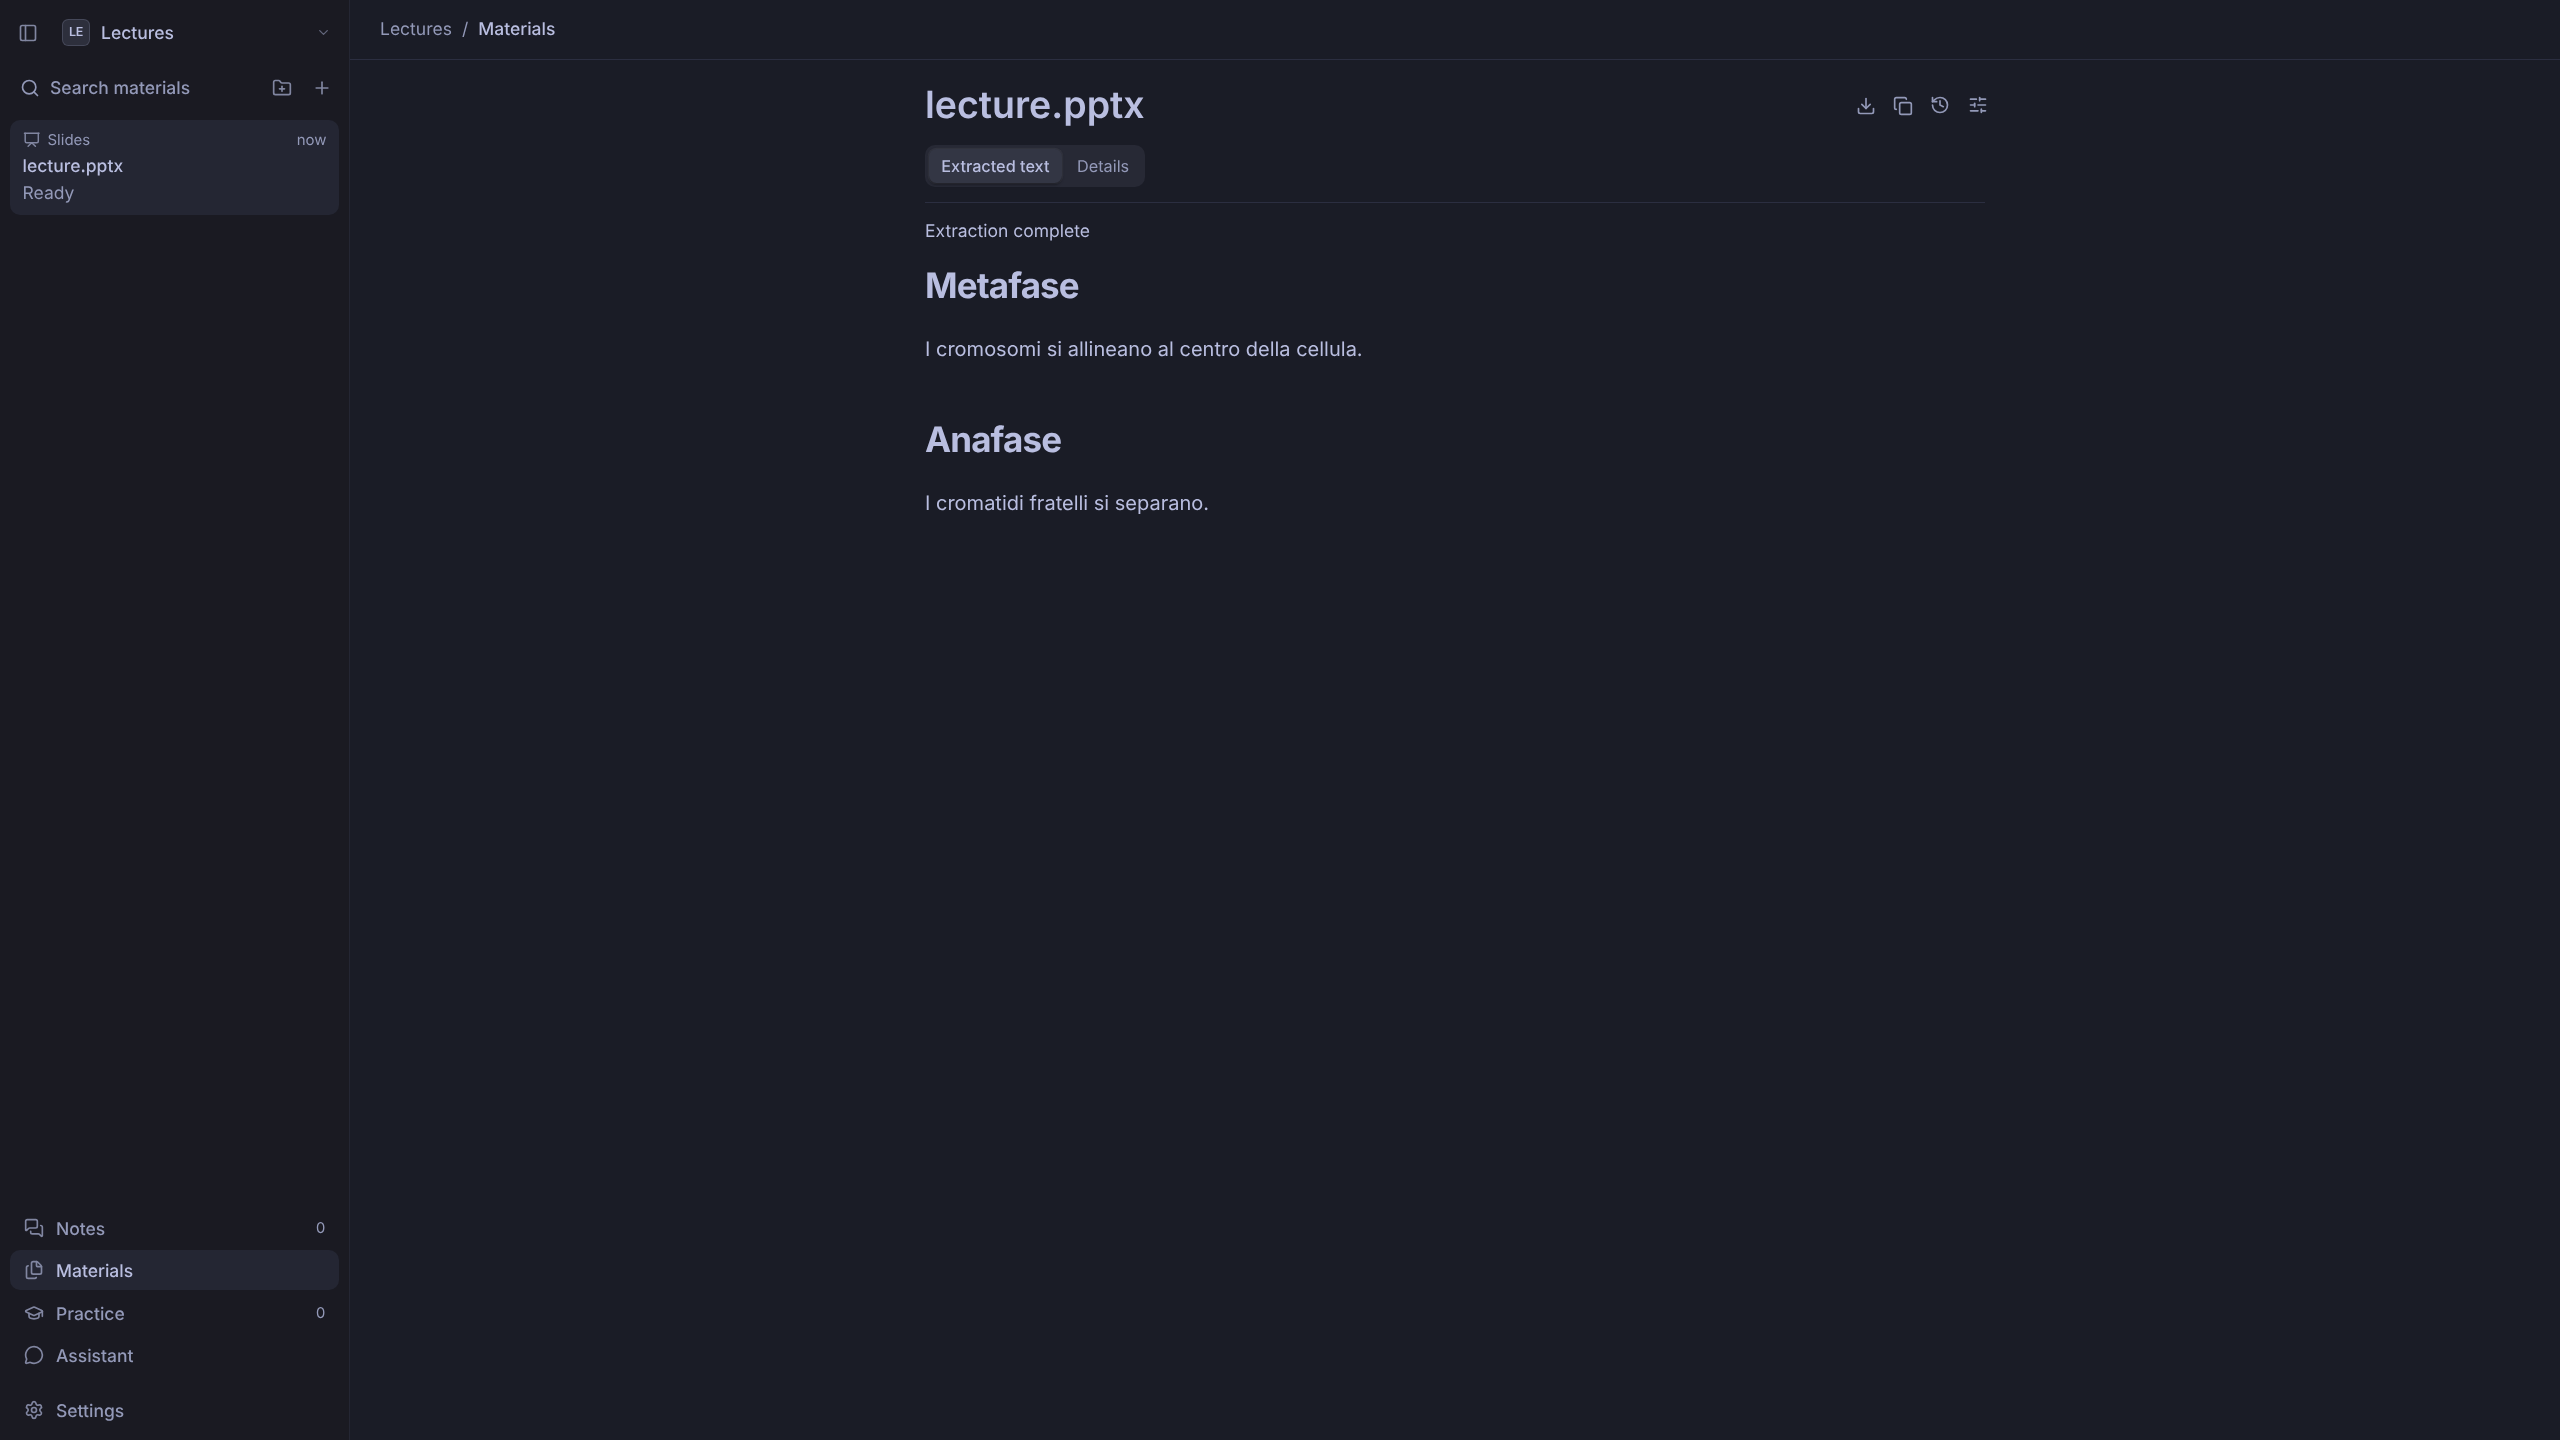 LE Lectures
Search materials
Slides now
lecture.pptx
Ready
Notes 0
Materials
Practice 0
Assistant
Settings
Lectures / Materials
lecture.pptx
Extracted text Details
Extraction complete
Metafase
I cromosomi si allineano al centro della cellula.
Anafase
I cromatidi fratelli si separano.